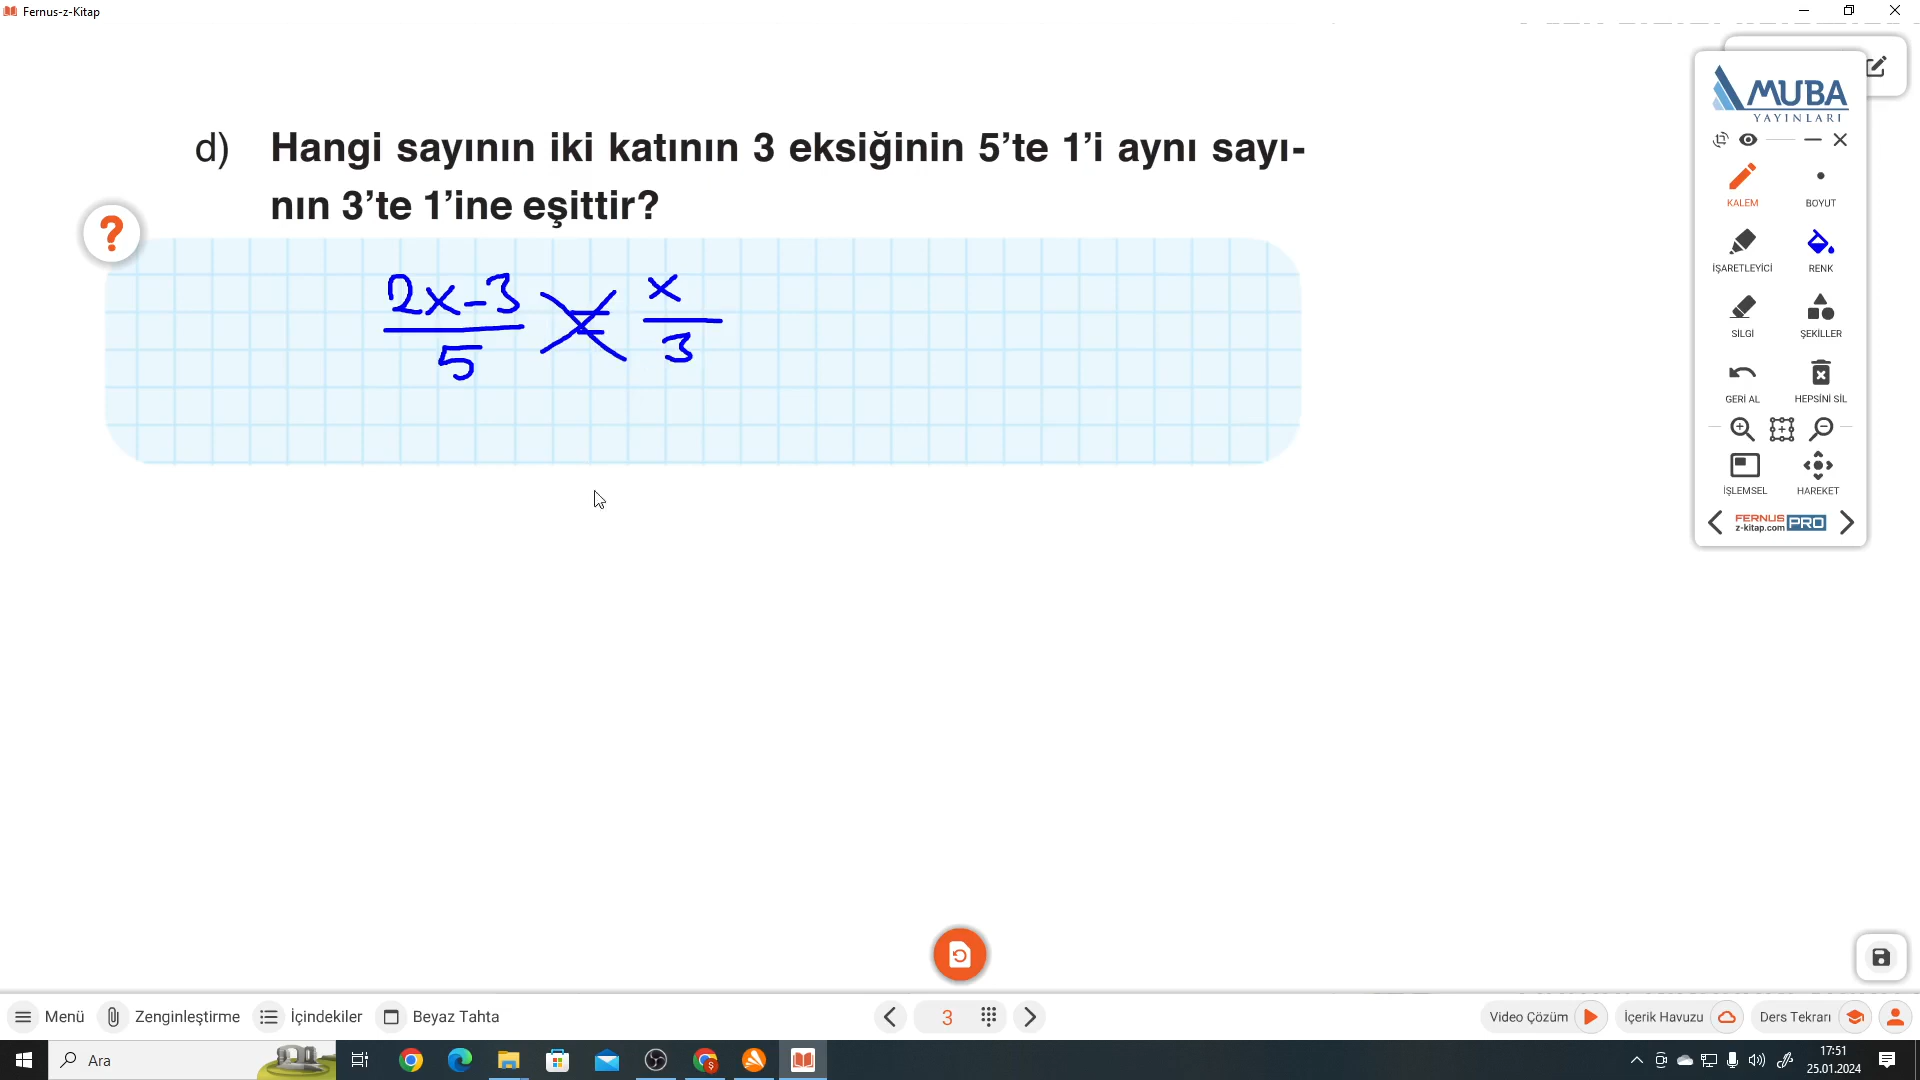 Fernus-z-Kitap
d) Hangi sayının iki katının 3 eksiğinin 5’te 1’i aynı sayı-
nın 3’te 1’ine eşittir?
?
2x-3 = x
5 3
MUBA
YAYINLARI
KALEM BOYUT
İŞARETLEYİCİ RENK
SİLGİ ŞEKİLLER
GERİ AL HEPSİNİ SİL
İŞLEMSEL HAREKET
FERNUS PRO
z-kitap.com
Menü Zenginleştirme İçindekiler Beyaz Tahta 3 Video Çözüm İçerik Havuzu Ders Tekrarı
Ara
17:51
25.01.2024